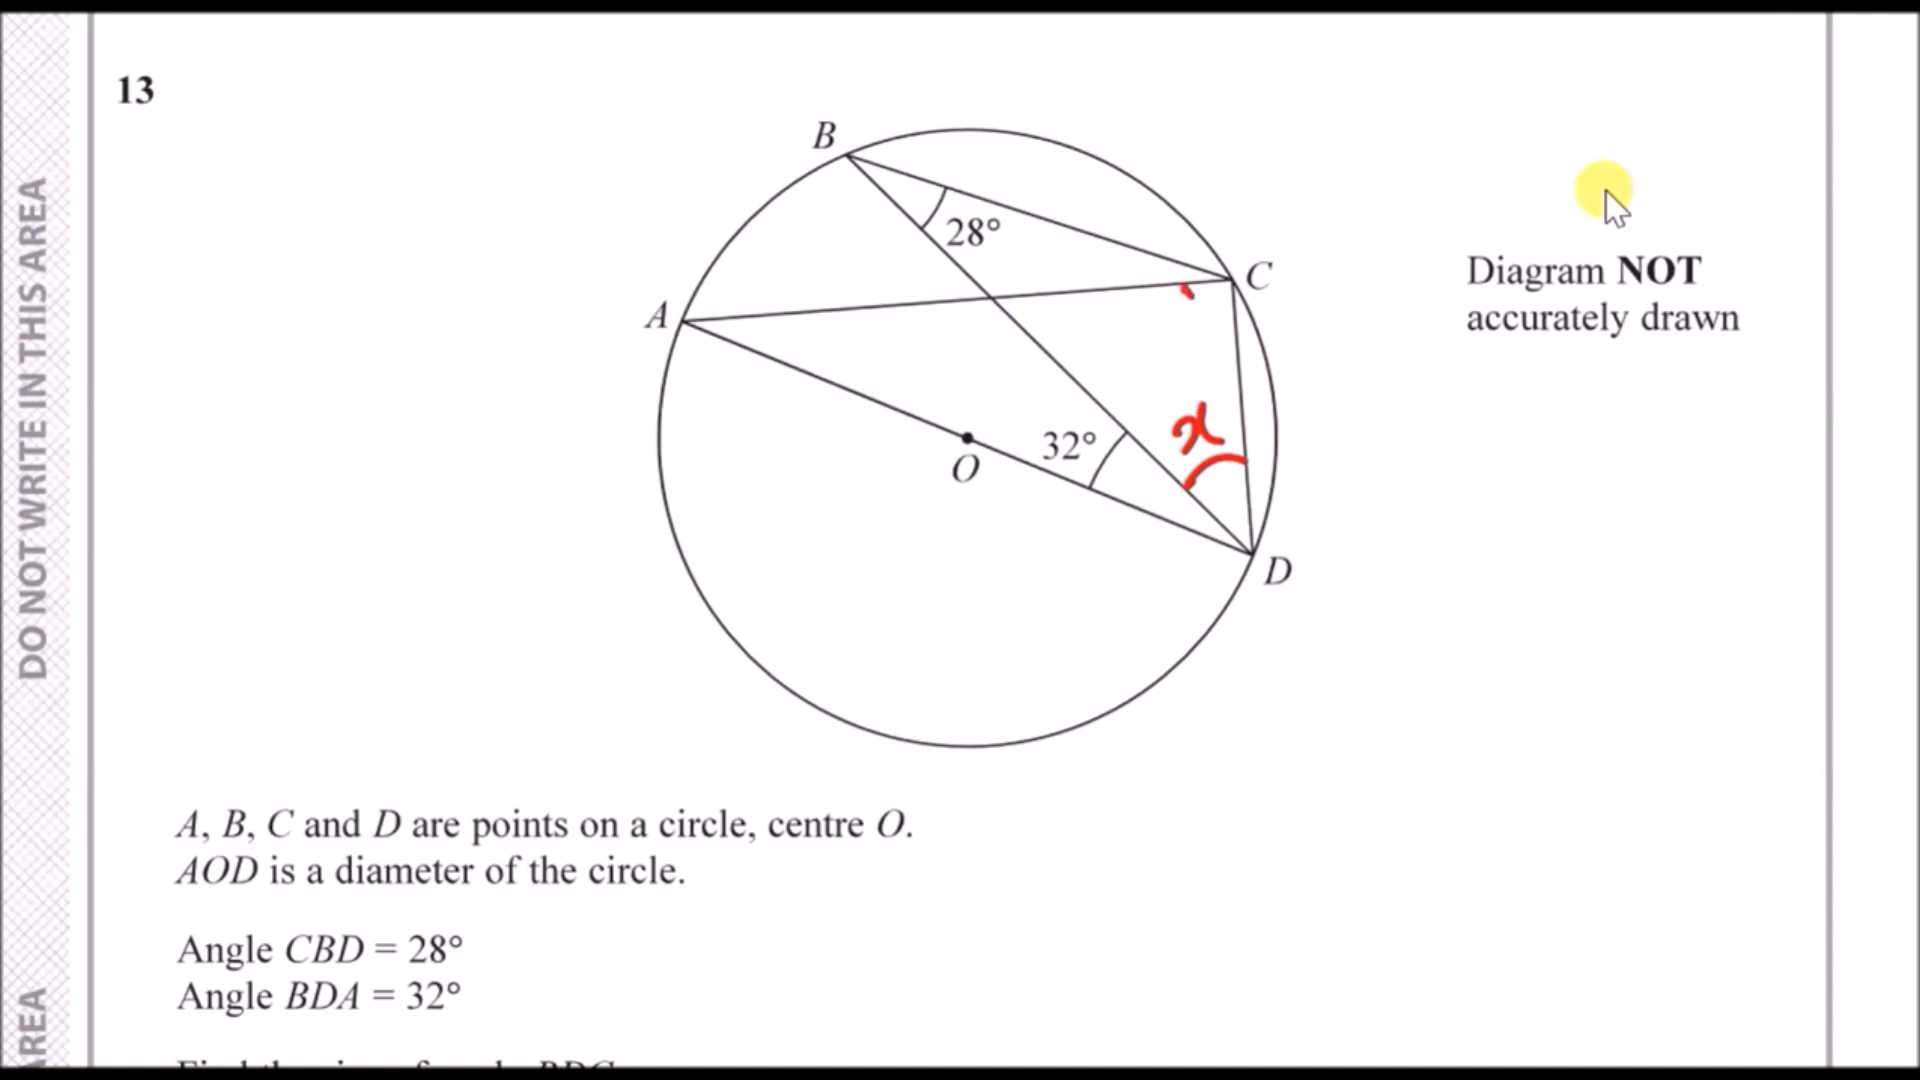 13
B
28°
C
A
Diagram NOT
accurately drawn
x
32°
O
D
A, B, C and D are points on a circle, centre O.
AOD is a diameter of the circle.
Angle CBD = 28°
Angle BDA = 32°
DO NOT WRITE IN THIS AREA
AREA